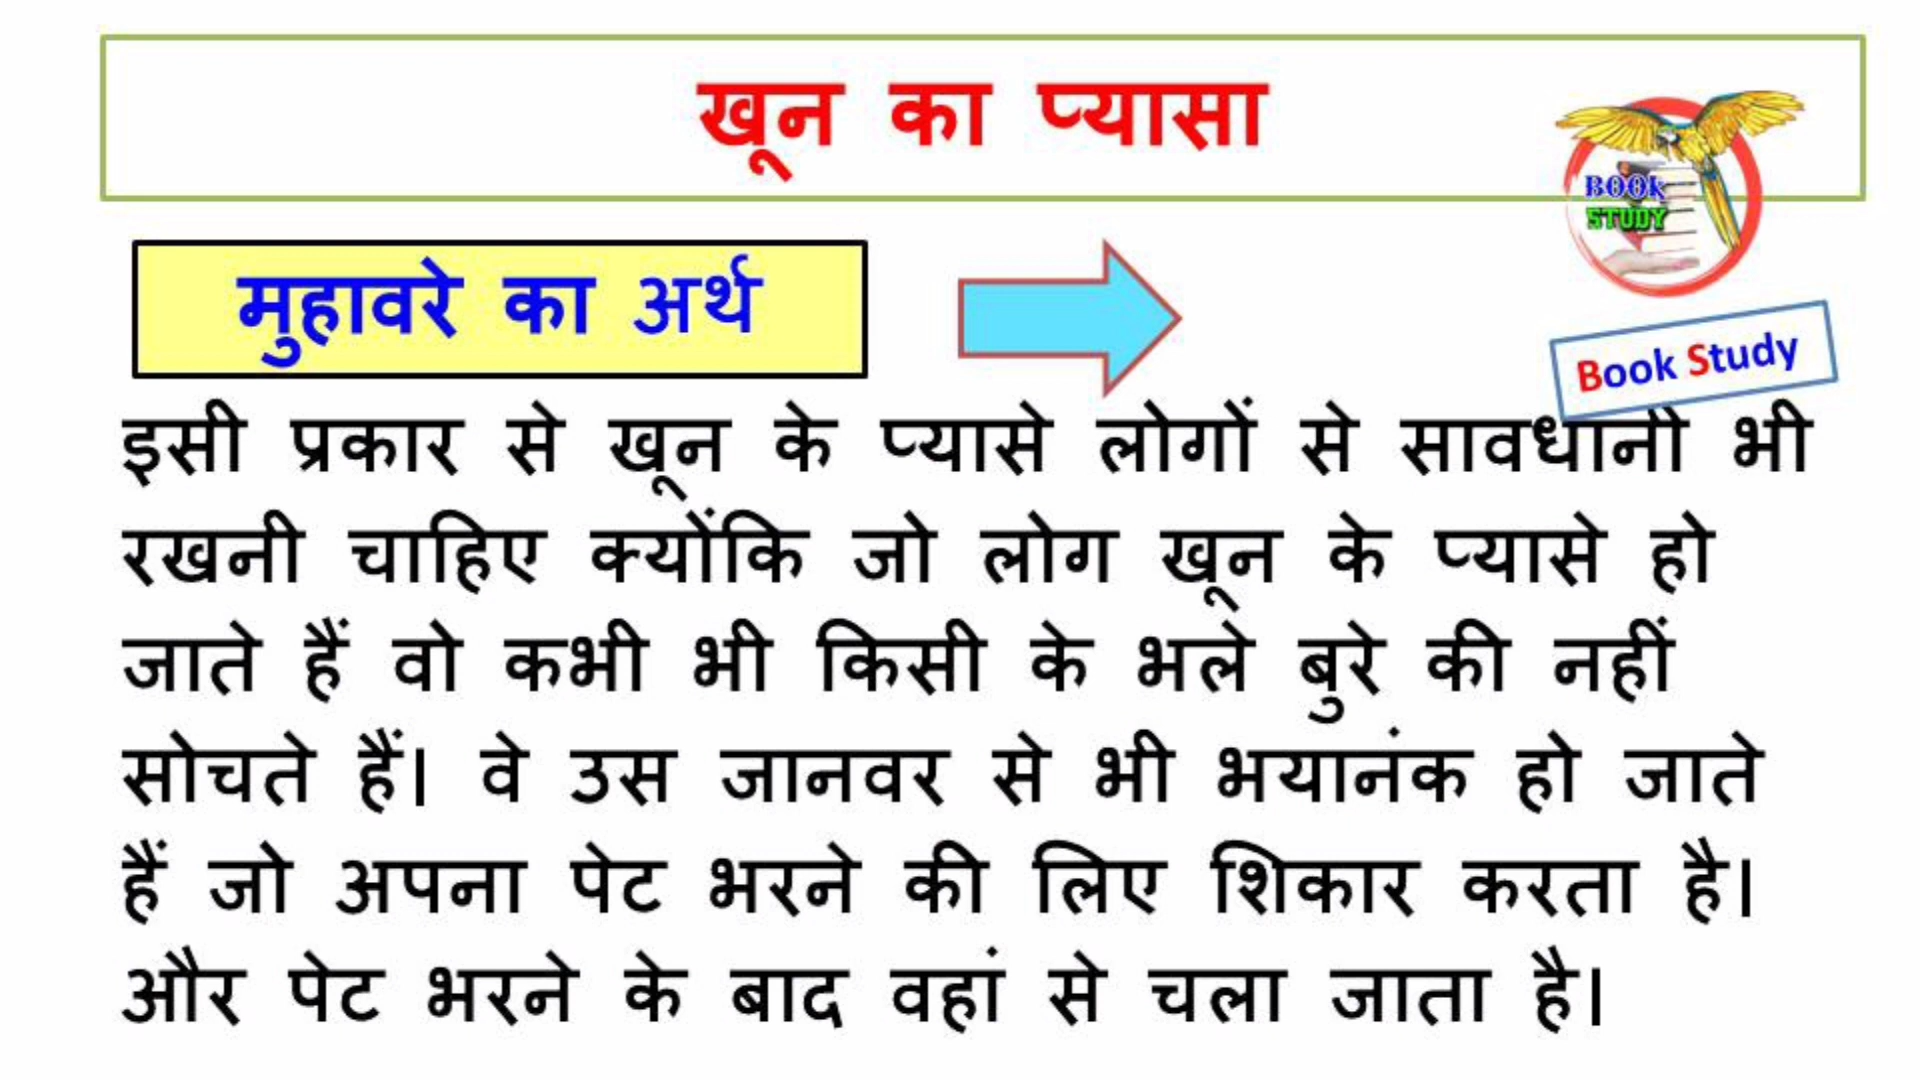 खून का प्यासा
BOOK
STUDY
मुहावरे का अर्थ
Book Study
इसी प्रकार से खून के प्यासे लोगों से सावधानी भी
रखनी चाहिए क्योंकि जो लोग खून के प्यासे हो
जाते हैं वो कभी भी किसी के भले बुरे की नहीं
सोचते हैं। वे उस जानवर से भी भयानंक हो जाते
हैं जो अपना पेट भरने की लिए शिकार करता है।
और पेट भरने के बाद वहां से चला जाता है।